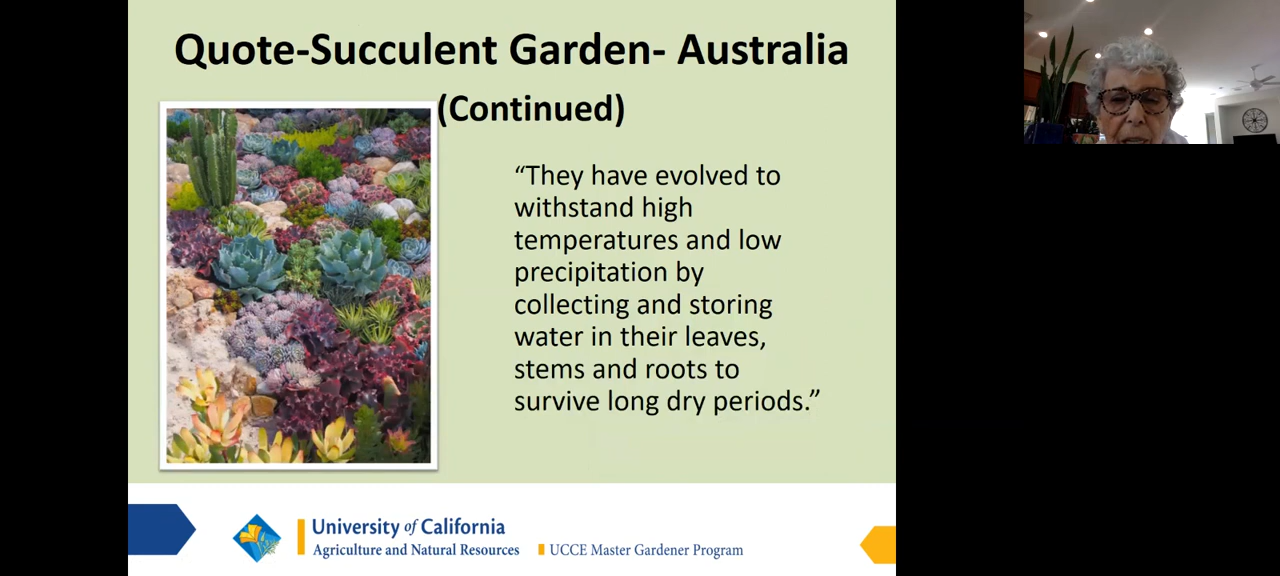 Quote-Succulent Garden- Australia
(Continued)
“They have evolved to
withstand high
temperatures and low
precipitation by
collecting and storing
water in their leaves,
stems and roots to
survive long dry periods.”
University of California
Agriculture and Natural Resources
UCCE Master Gardener Program